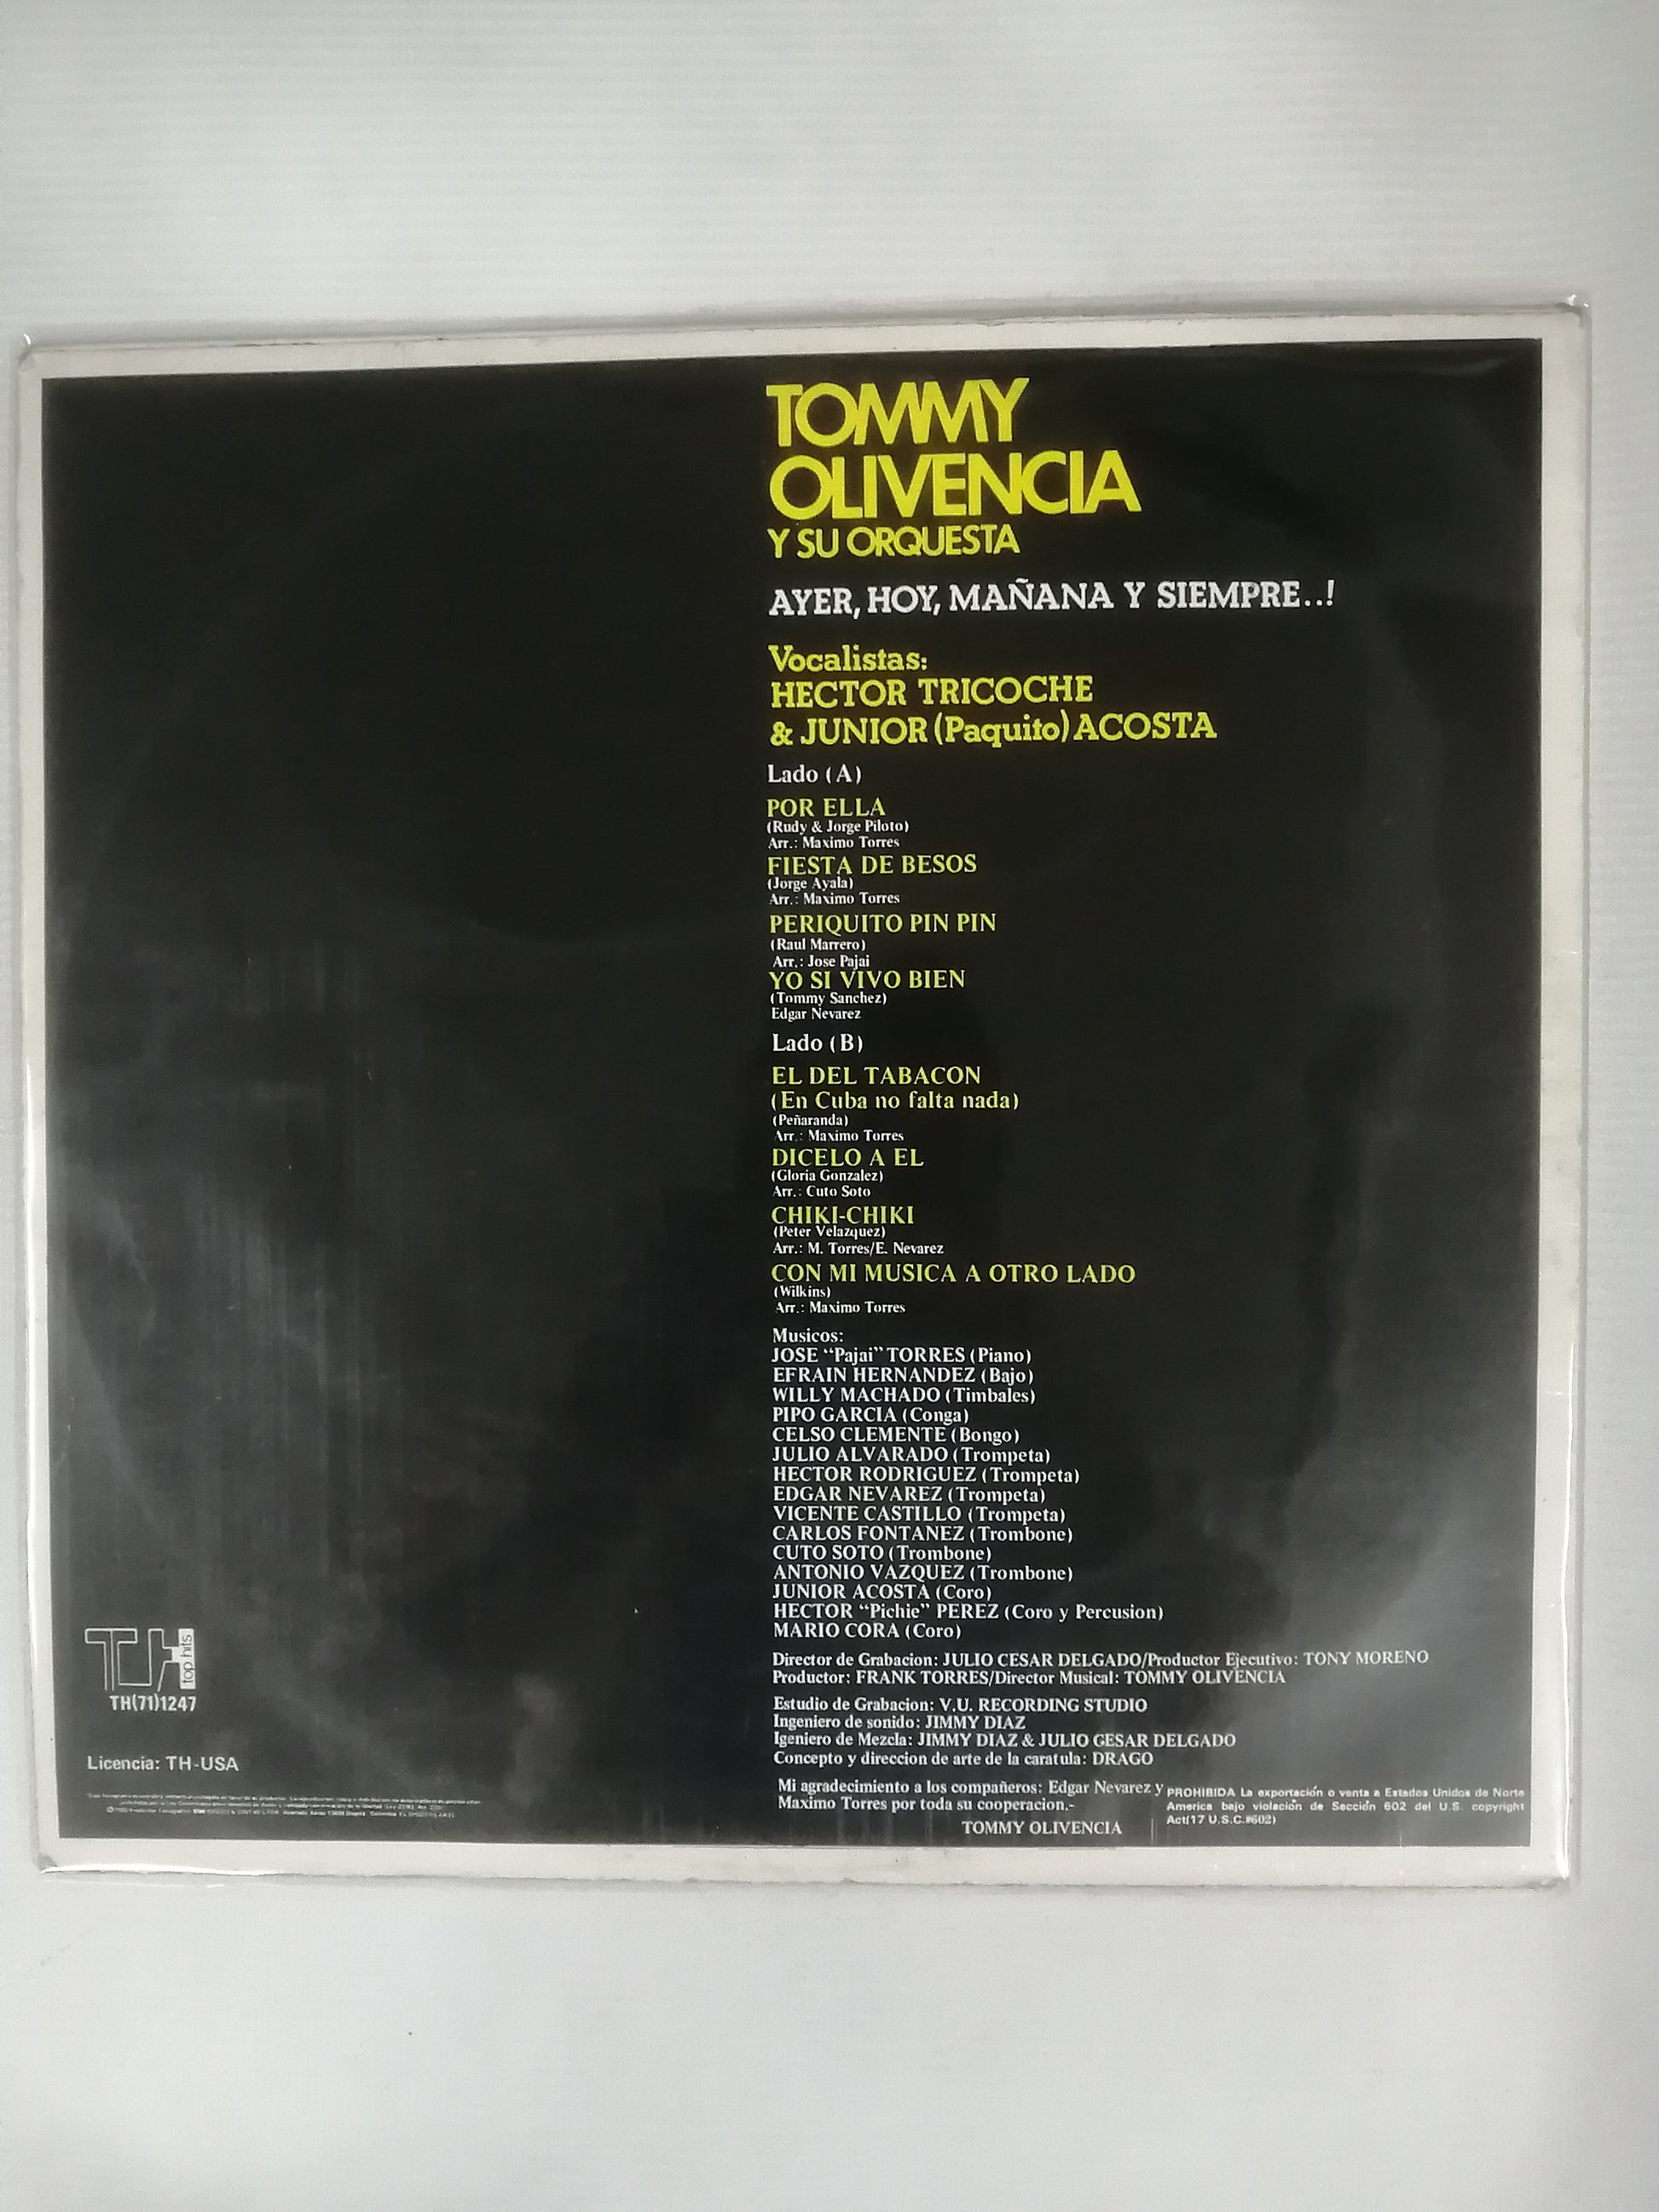 TOMMY
OLIVENCIA
Y SU ORQUESTA
AYER, HOY, MAÑANA Y SIEMPRE..!
Vocalistas:
HECTOR TRICOCHE
& JUNIOR (Paquito) ACOSTA
Lado (A)
POR ELLA
(Rudy & Jorge Piloto)
Arr.: Maximo Torres
FIESTA DE BESOS
(Jorge Ayala)
Arr.: Maximo Torres
PERIQUITO PIN PIN
(Raul Marrero)
Arr.: Jose Pajai
YO SI VIVO BIEN
(Tommy Sanchez)
Edgar Nevarez
Lado (B)
EL DEL TABACON
(En Cuba no falta nada)
(Peñaranda)
Arr.: Maximo Torres
DICELO A EL
(Gloria Gonzalez)
Arr.: Cuto Soto
CHIKI-CHIKI
(Peter Velazquez)
Arr.: M. Torres/E. Nevarez
CON MI MUSICA A OTRO LADO
(Wilkins)
Arr.: Maximo Torres
Musicos:
JOSE “Pajai” TORRES (Piano)
EFRAIN HERNANDEZ (Bajo)
WILLY MACHADO (Timbales)
PIPO GARCIA (Conga)
CELSO CLEMENTE (Bongo)
JULIO ALVARADO (Trompeta)
HECTOR RODRIGUEZ (Trompeta)
EDGAR NEVAREZ (Trompeta)
VICENTE CASTILLO (Trompeta)
CARLOS FONTANEZ (Trombone)
CUTO SOTO (Trombone)
ANTONIO VAZQUEZ (Trombone)
JUNIOR ACOSTA (Coro)
HECTOR “Pichie” PEREZ (Coro y Percusion)
MARIO CORA (Coro)
Director de Grabacion: JULIO CESAR DELGADO/Productor Ejecutivo: TONY MORENO
Productor: FRANK TORRES/Director Musical: TOMMY OLIVENCIA
Estudio de Grabacion: V.U. RECORDING STUDIO
Ingeniero de sonido: JIMMY DIAZ
Igeniero de Mezcla: JIMMY DIAZ & JULIO CESAR DELGADO
Concepto y direccion de arte de la caratula: DRAGO
Mi agradecimiento a los compañeros: Edgar Nevarez y
Maximo Torres por toda su cooperacion.-
TOMMY OLIVENCIA
PROHIBIDA La exportación o venta a Estados Unidos de Norte
America bajo violación de Sección 602 del U.S. copyright
Act(17 U.S.C.#602)
TH top hits
TH(71)1247
Licencia: TH-USA